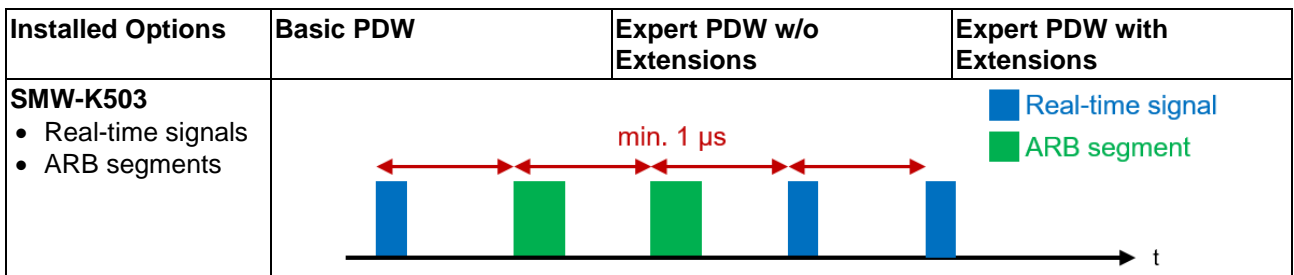 Installed Options
Basic PDW
Expert PDW w/o
Extensions
Expert PDW with
Extensions
SMW-K503
• Real-time signals
• ARB segments
min. 1 µs
Real-time signal
ARB segment
t